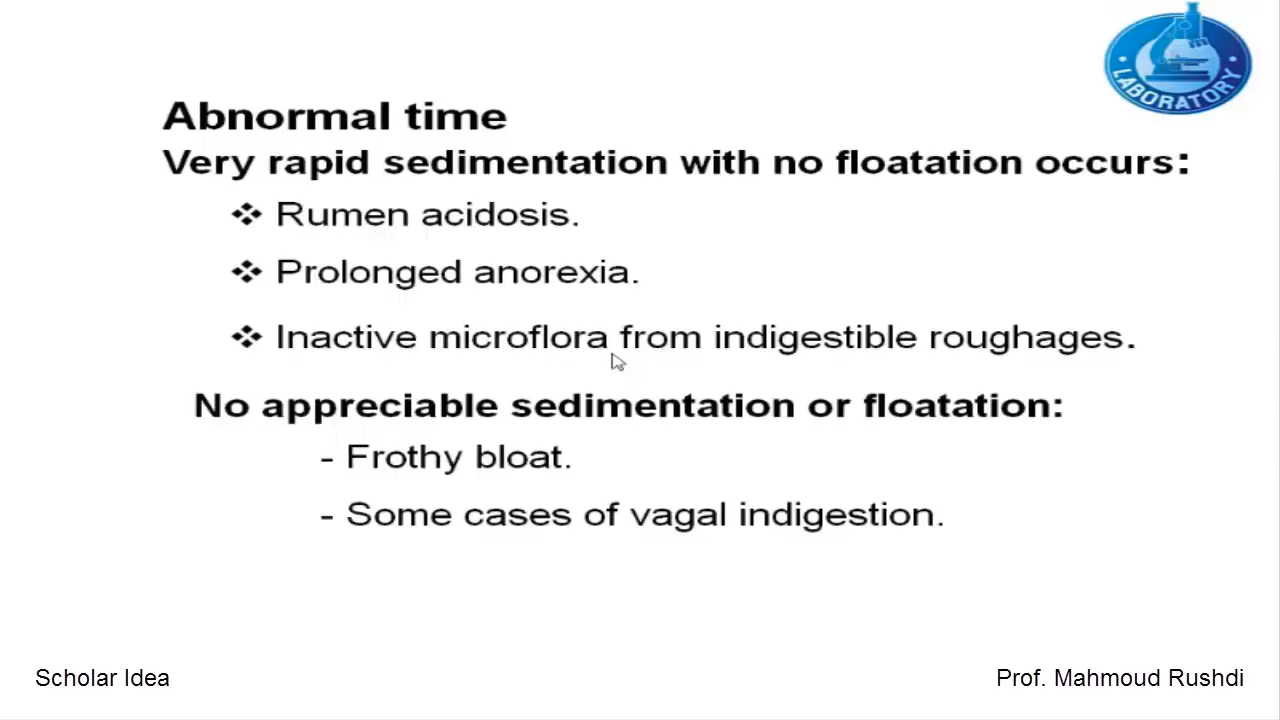 LABORATORY
Abnormal time
Very rapid sedimentation with no floatation occurs:
❖ Rumen acidosis.
❖ Prolonged anorexia.
❖ Inactive microflora from indigestible roughages.
No appreciable sedimentation or floatation:
- Frothy bloat.
- Some cases of vagal indigestion.
Scholar Idea
Prof. Mahmoud Rushdi